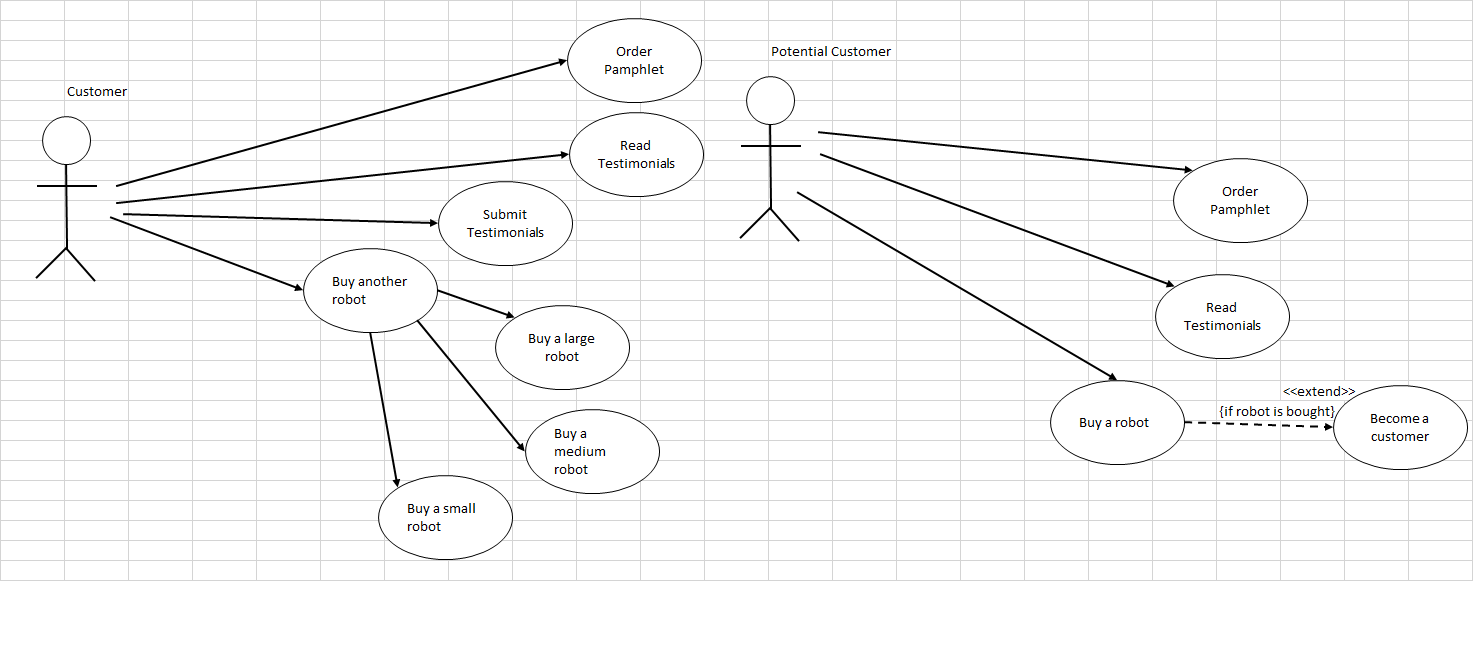 Customer
Order
Pamphlet
Read
Testimonials
Submit
Testimonials
Buy another
robot
Buy a large
robot
Buy a
medium
robot
Buy a small
robot
Potential Customer
Order
Pamphlet
Read
Testimonials
Buy a robot
<<extend>>
{if robot is bought}
Become a
customer